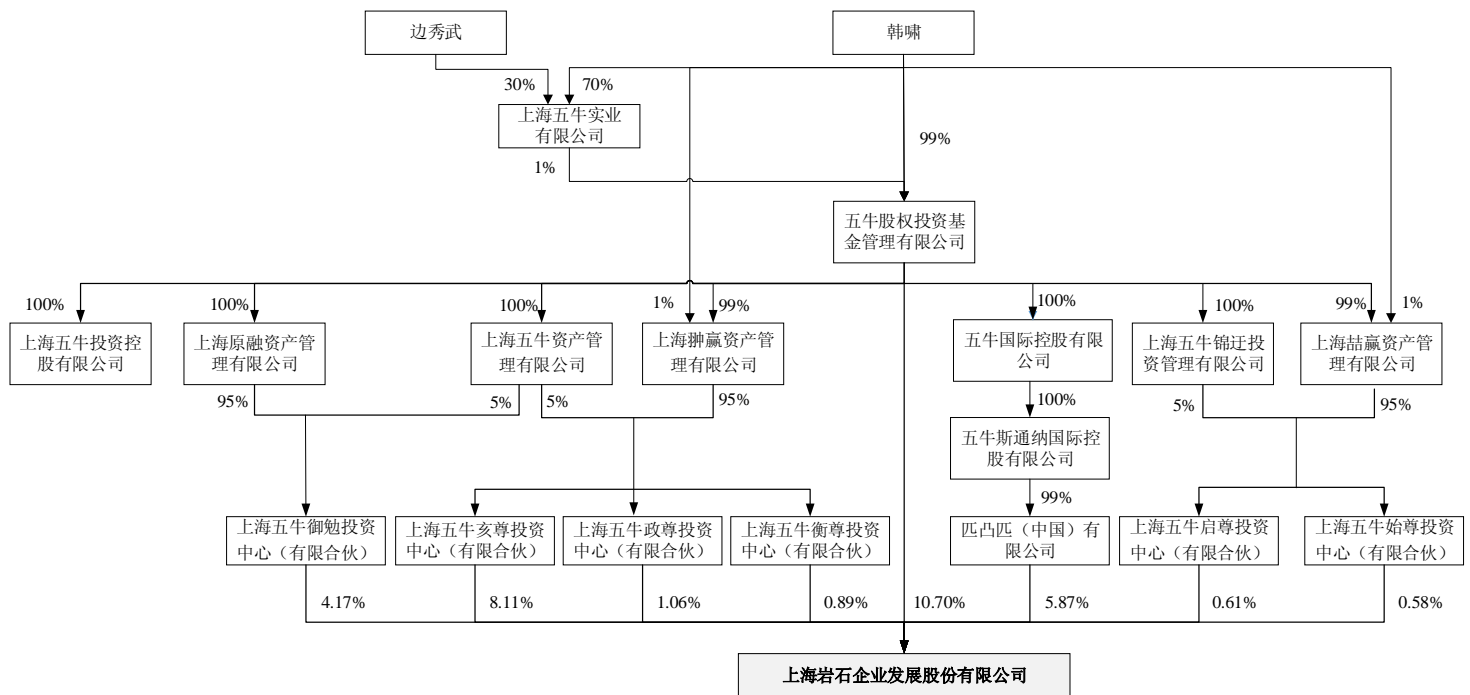 边秀武
韩啸
30%
70%
上海五牛实业
有限公司
1%
99%
五牛股权投资基
金管理有限公司
100%
100%
100%
1%
99%
100%
100%
99%
1%
上海五牛投资控
股有限公司
上海原融资产管
理有限公司
上海五牛资产管
理有限公司
上海翀赢资产管
理有限公司
五牛国际控股有限
公司
上海五牛锦迂投
资管理有限公司
上海喆赢资产管
理有限公司
95%
5%
5%
95%
100%
5%
95%
五牛斯通纳国际控
股有限公司
99%
上海五牛御勉投资
中心（有限合伙）
上海五牛亥尊投资
中心（有限合伙）
上海五牛政尊投资
中心（有限合伙）
上海五牛衡尊投资
中心（有限合伙）
匹凸匹（中国）有
限公司
上海五牛启尊投资
中心（有限合伙）
上海五牛始尊投资
中心（有限合伙）
4.17%
8.11%
1.06%
0.89%
10.70%
5.87%
0.61%
0.58%
上海岩石企业发展股份有限公司